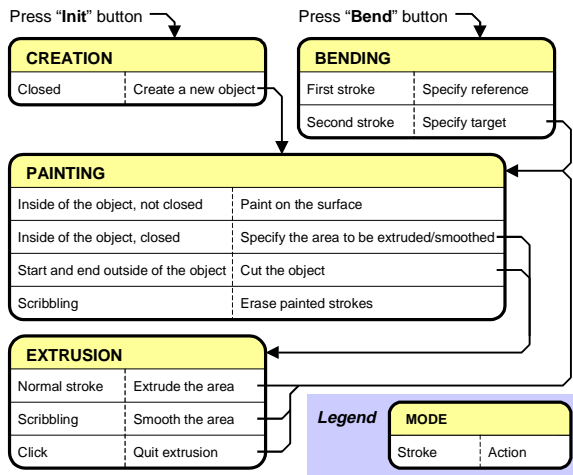 Press “Init” button
Press “Bend” button
CREATION
Closed Create a new object
BENDING
First stroke Specify reference
Second stroke Specify target
PAINTING
Inside of the object, not closed Paint on the surface
Inside of the object, closed Specify the area to be extruded/smoothed
Start and end outside of the object Cut the object
Scribbling Erase painted strokes
EXTRUSION
Normal stroke Extrude the area
Scribbling Smooth the area
Click Quit extrusion
Legend
MODE
Stroke Action